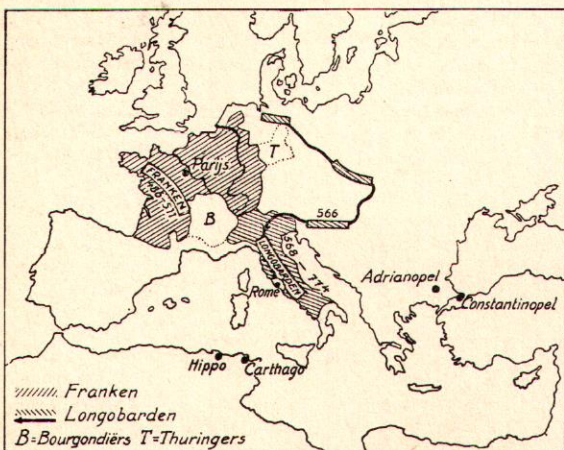 T
Parijs
FRANKEN
486-511
B
566
568 — 774
LONGOBARDEN
Rome
Adrianopel
Constantinopel
Hippo
Carthago
Franken
Longobarden
B=Bourgondiërs T=Thuringers